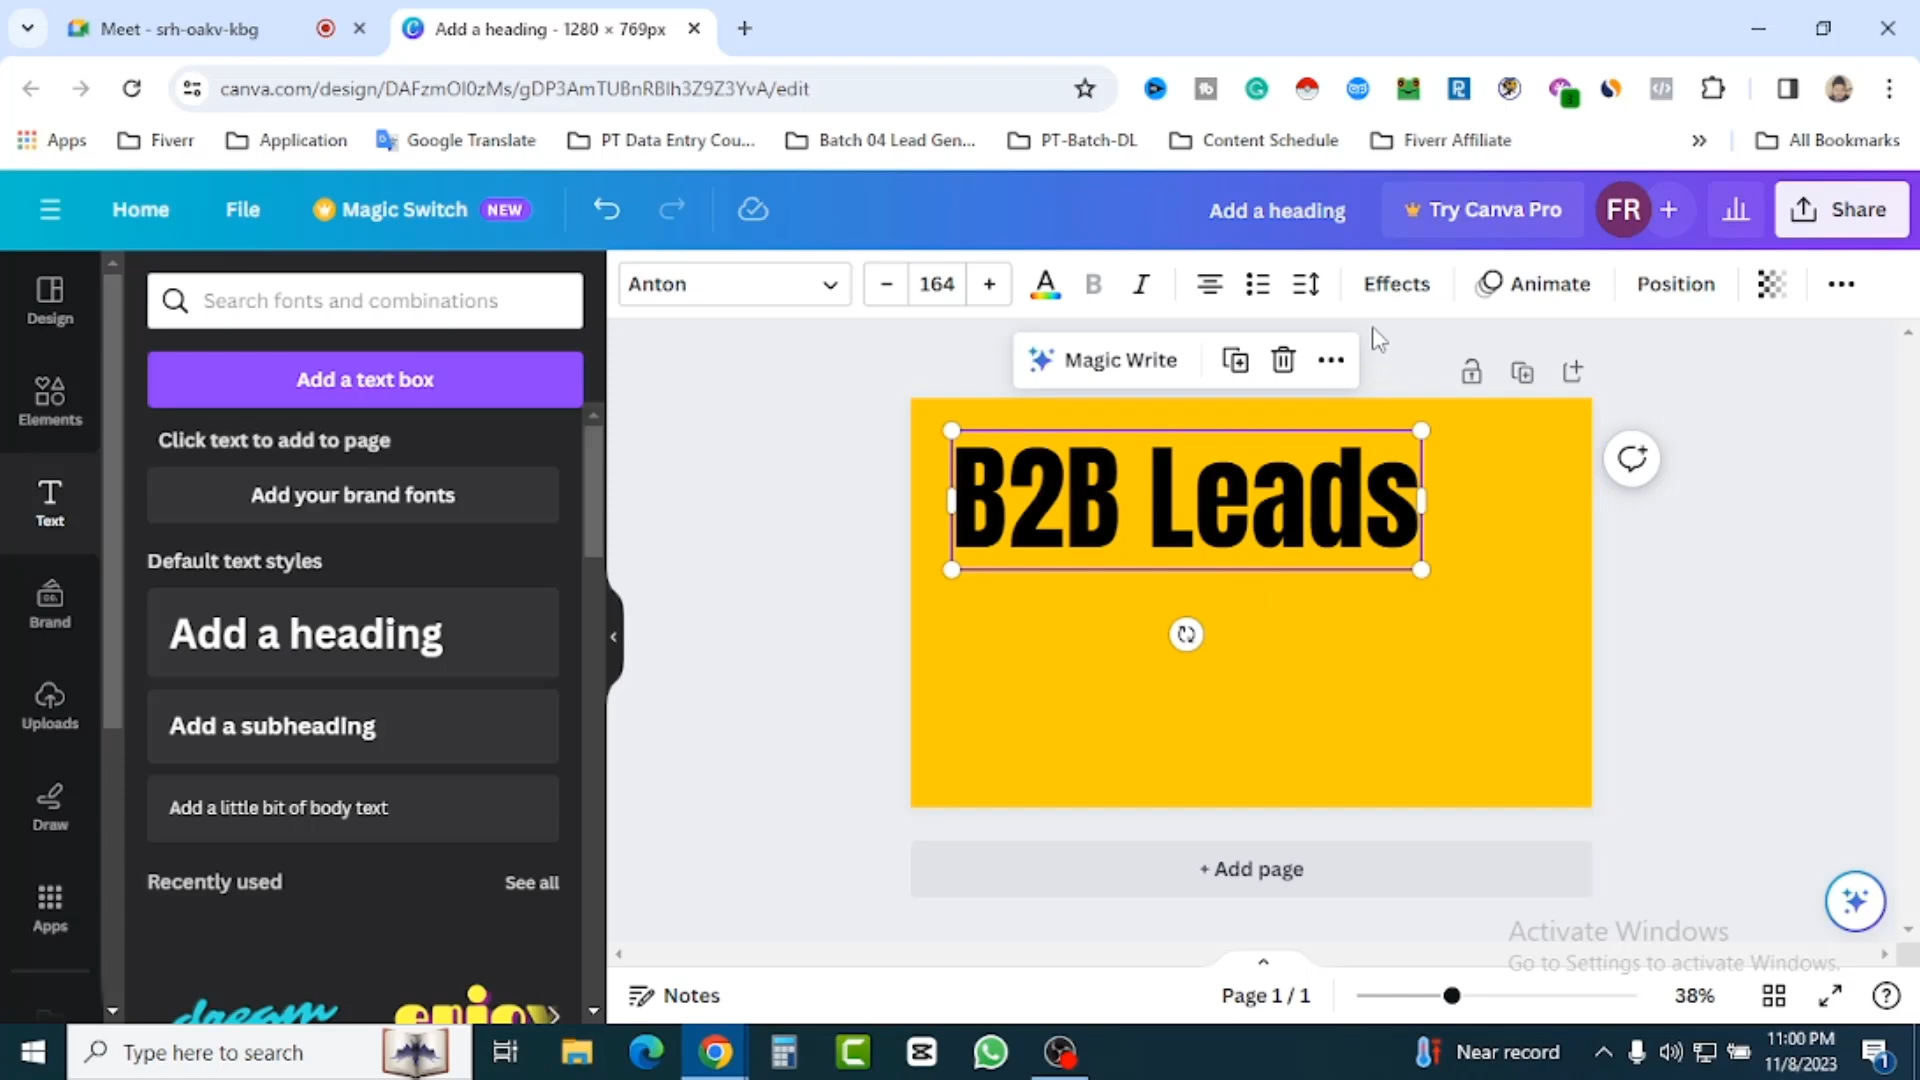 Meet - srh-oakv-kbg
Add a heading - 1280 × 769px
canva.com/design/DAFzmOl0zMs/gDP3AmTUBnRBlh3Z9Z3YvA/edit
Apps
Fiverr
Application
Google Translate
PT Data Entry Cou...
Batch 04 Lead Gen...
PT-Batch-DL
Content Schedule
Fiverr Affiliate
»
All Bookmarks
Home
File
Magic Switch
NEW
Add a heading
Try Canva Pro
FR
Share
Anton
164
Effects
Animate
Position
Design
Elements
Text
Brand
Uploads
Draw
Apps
Search fonts and combinations
Add a text box
Click text to add to page
Add your brand fonts
Default text styles
Add a heading
Add a subheading
Add a little bit of body text
Recently used
See all
dream
enjoy
Magic Write
B2B Leads
+ Add page
Activate Windows
Go to Settings to activate Windows.
Notes
Page 1 / 1
38%
Type here to search
Near record
11:00 PM
11/8/2023
1